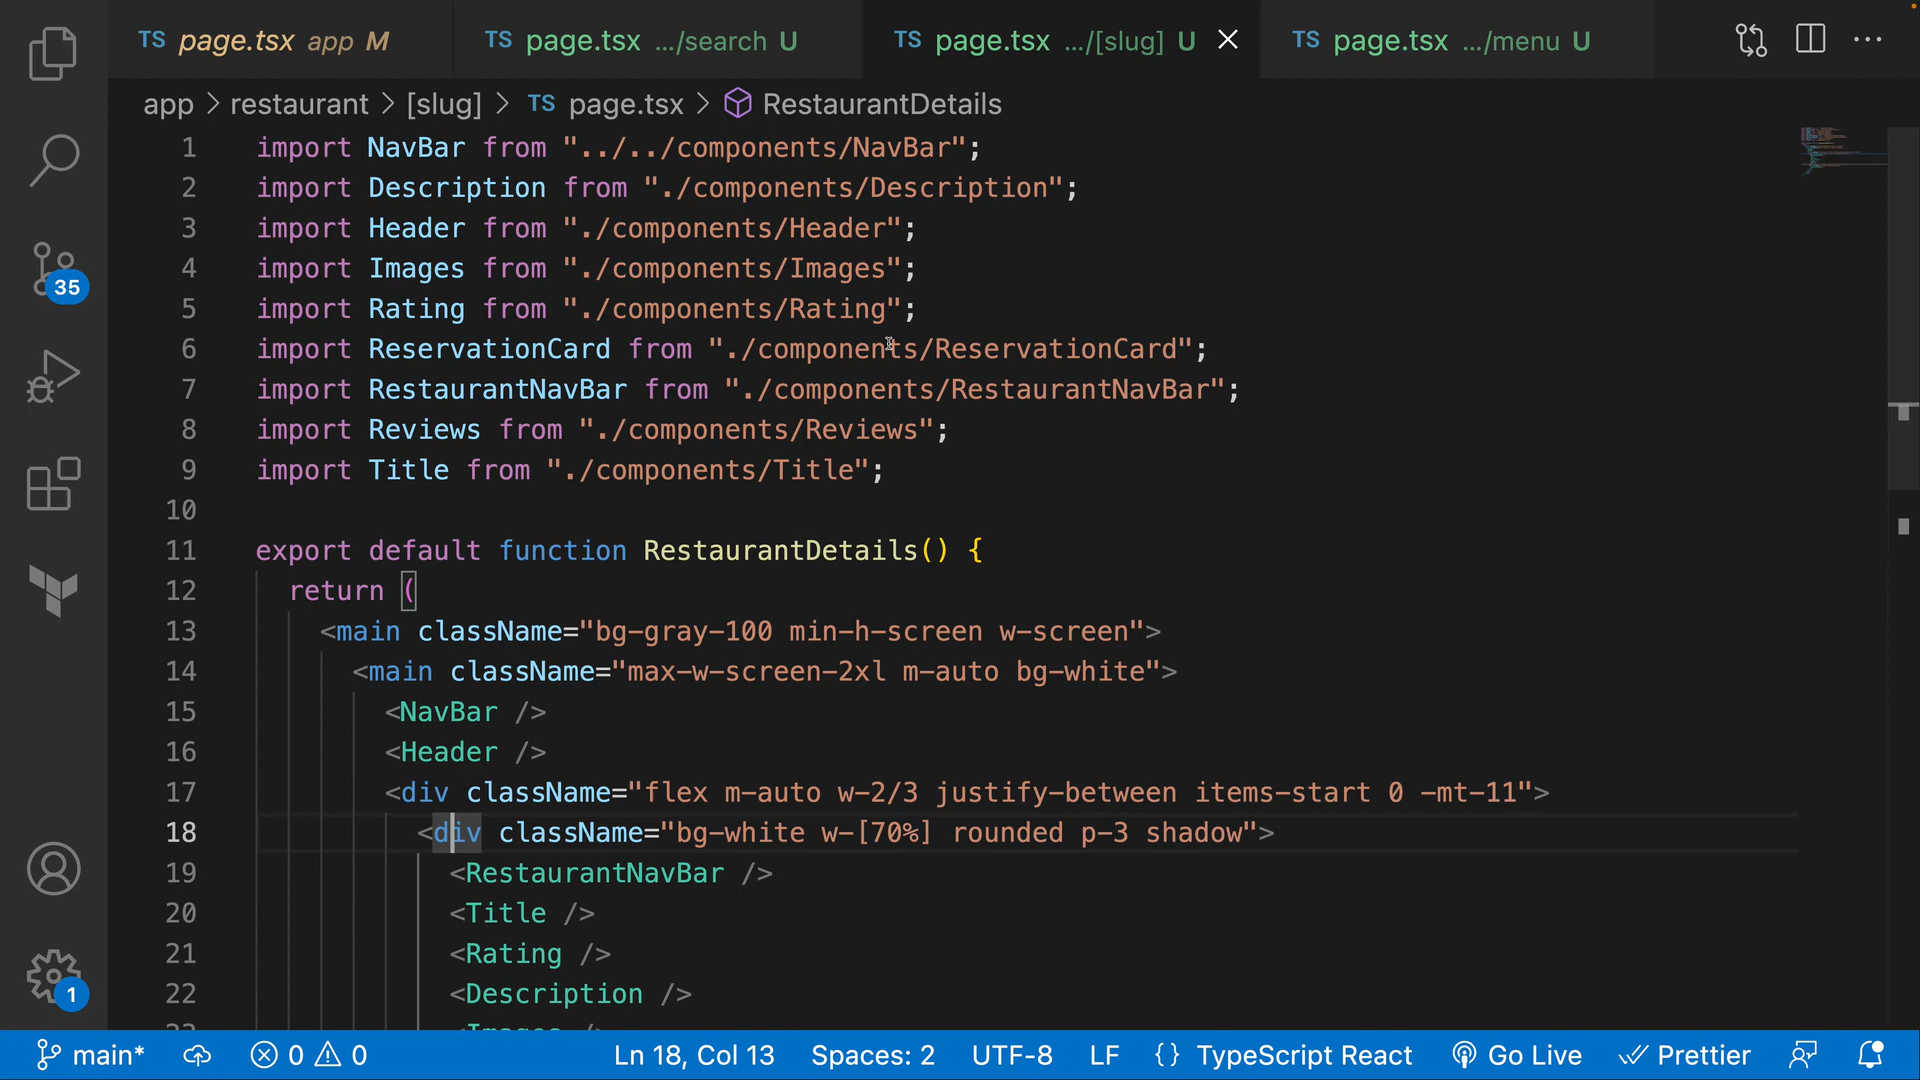 TS page.tsx app M
TS page.tsx .../search U
TS page.tsx .../[slug] U
TS page.tsx .../menu U
app > restaurant > [slug] > TS page.tsx > RestaurantDetails
1 import NavBar from "../../components/NavBar";
2 import Description from "./components/Description";
3 import Header from "./components/Header";
4 import Images from "./components/Images";
5 import Rating from "./components/Rating";
6 import ReservationCard from "./components/ReservationCard";
7 import RestaurantNavBar from "./components/RestaurantNavBar";
8 import Reviews from "./components/Reviews";
9 import Title from "./components/Title";
10
11 export default function RestaurantDetails() {
12 return (
13 <main className="bg-gray-100 min-h-screen w-screen">
14 <main className="max-w-screen-2xl m-auto bg-white">
15 <NavBar />
16 <Header />
17 <div className="flex m-auto w-2/3 justify-between items-start 0 -mt-11">
18 <div className="bg-white w-[70%] rounded p-3 shadow">
19 <RestaurantNavBar />
20 <Title />
21 <Rating />
22 <Description />
23 <Images />
35
1
main* 0 0 Ln 18, Col 13 Spaces: 2 UTF-8 LF {} TypeScript React Go Live Prettier